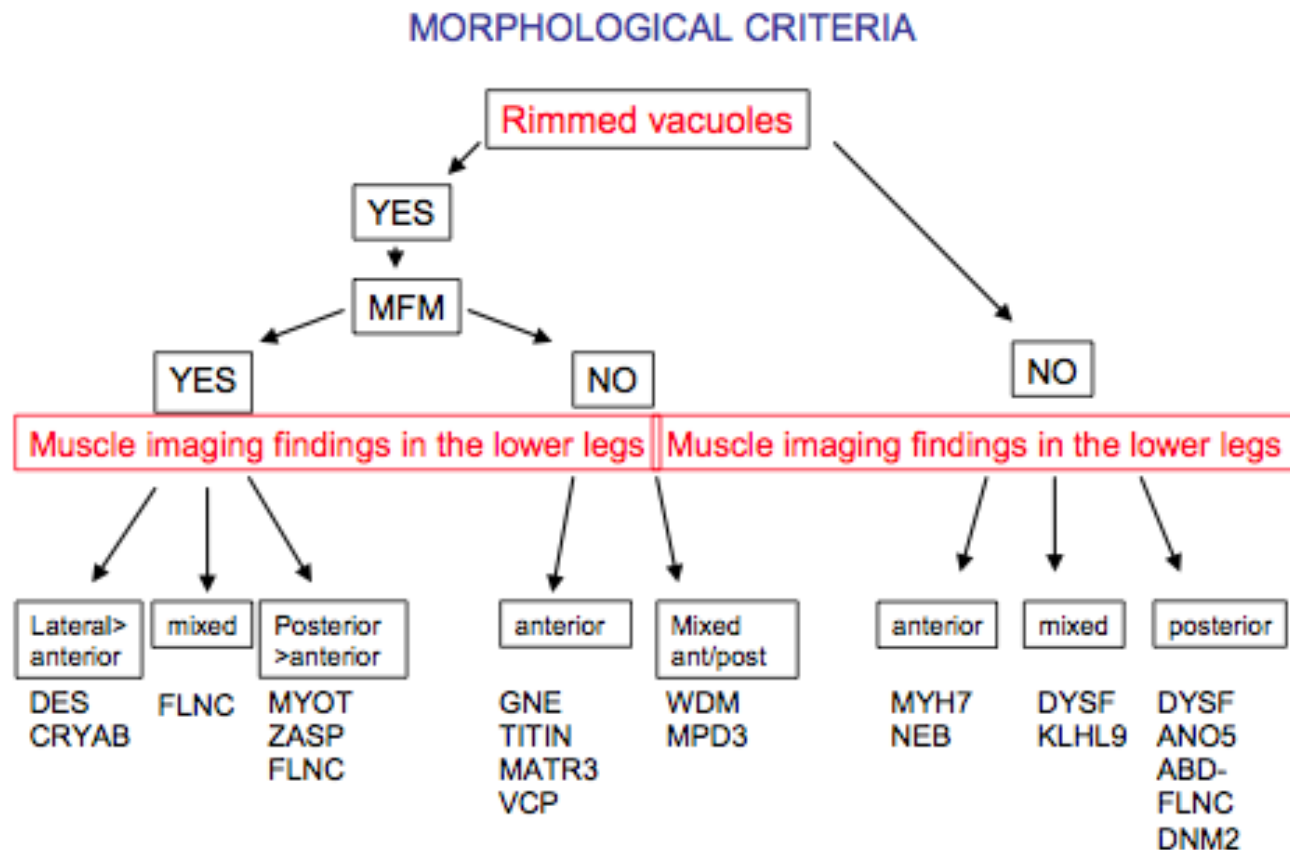 MORPHOLOGICAL CRITERIA
Rimmed vacuoles
YES
MFM
YES
NO
NO
Muscle imaging findings in the lower legs
Muscle imaging findings in the lower legs
Lateral>
anterior
DES
CRYAB
mixed
FLNC
Posterior
>anterior
MYOT
ZASP
FLNC
anterior
GNE
TITIN
MATR3
VCP
Mixed
ant/post
WDM
MPD3
anterior
MYH7
NEB
mixed
DYSF
KLHL9
posterior
DYSF
ANO5
ABD-
FLNC
DNM2